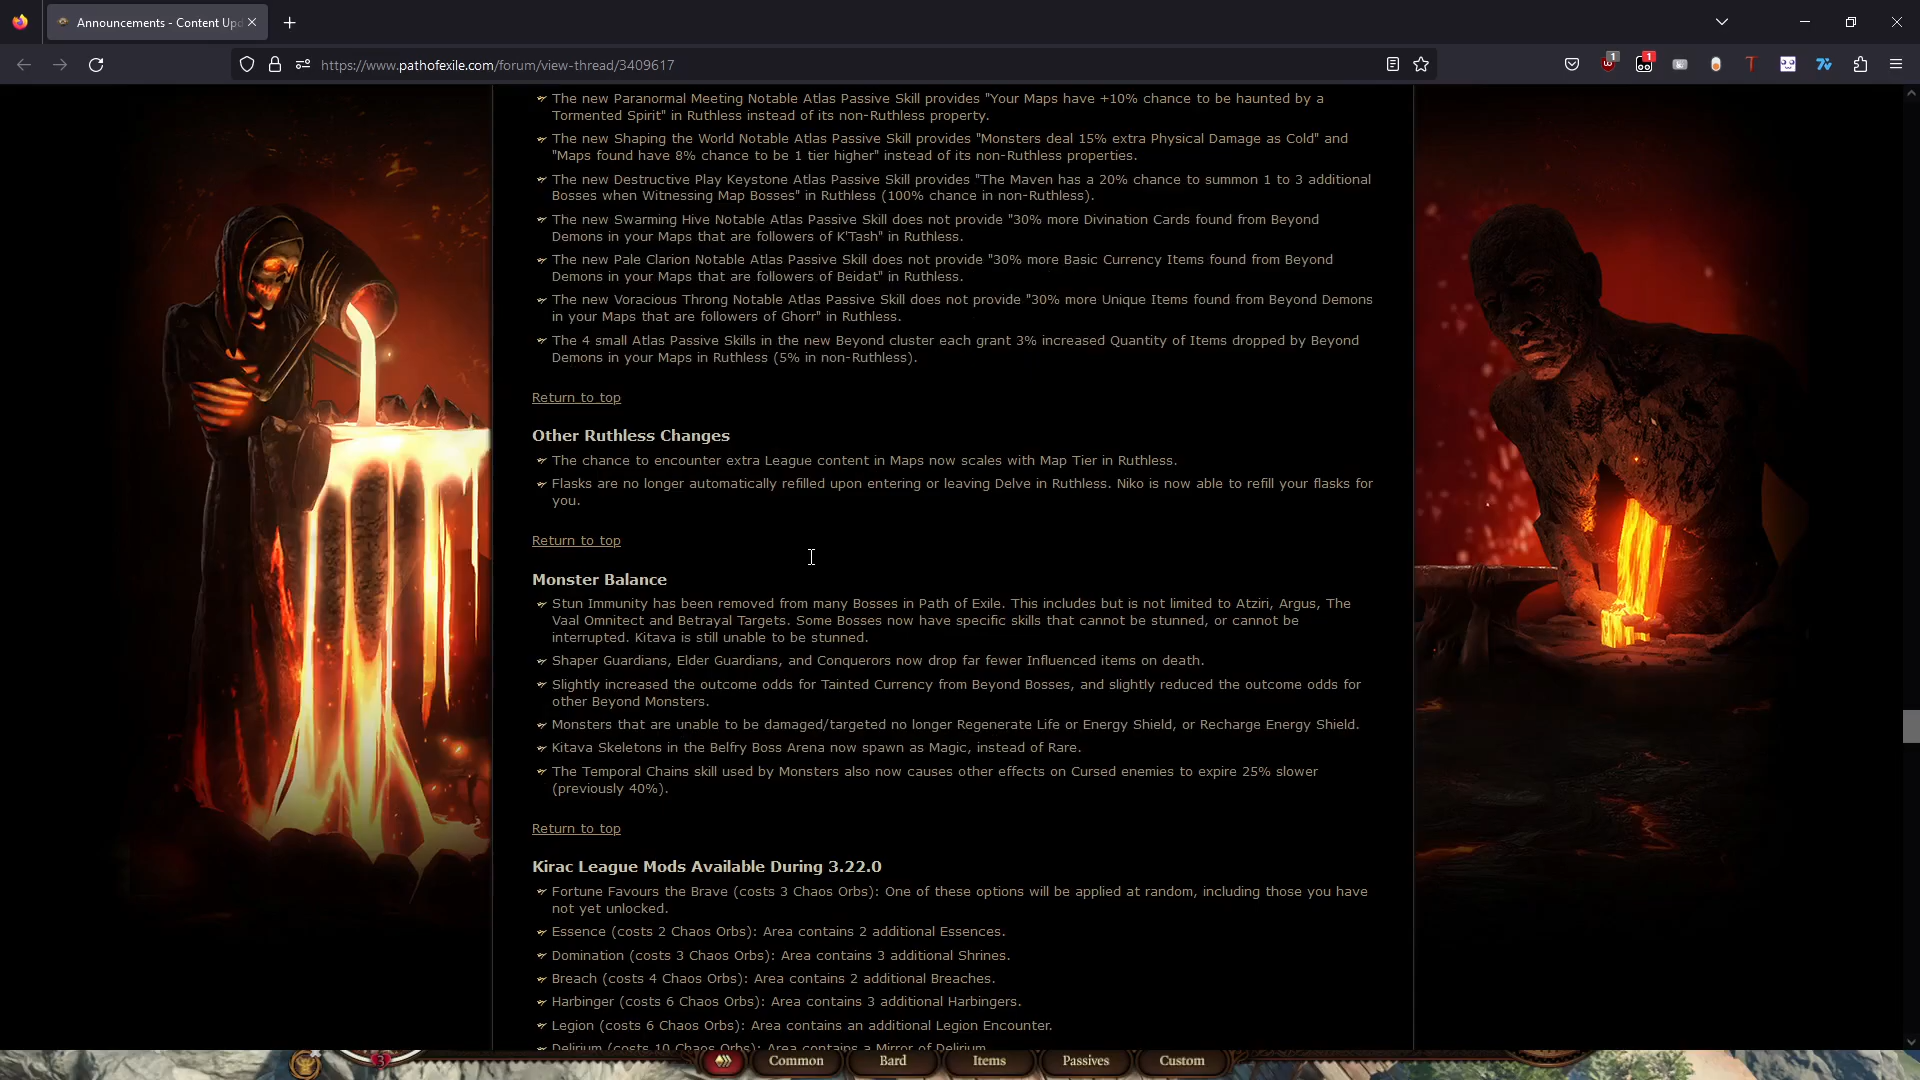 Announcements - Content Upd
https://www.pathofexile.com/forum/view-thread/3409617
1
1
The new Paranormal Meeting Notable Atlas Passive Skill provides "Your Maps have +10% chance to be haunted by a
Tormented Spirit" in Ruthless instead of its non-Ruthless property.
The new Shaping the World Notable Atlas Passive Skill provides "Monsters deal 15% extra Physical Damage as Cold" and
"Maps found have 8% chance to be 1 tier higher" instead of its non-Ruthless properties.
The new Destructive Play Keystone Atlas Passive Skill provides "The Maven has a 20% chance to summon 1 to 3 additional
Bosses when Witnessing Map Bosses" in Ruthless (100% chance in non-Ruthless).
The new Swarming Hive Notable Atlas Passive Skill does not provide "30% more Divination Cards found from Beyond
Demons in your Maps that are followers of K'Tash" in Ruthless.
The new Pale Clarion Notable Atlas Passive Skill does not provide "30% more Basic Currency Items found from Beyond
Demons in your Maps that are followers of Beidat" in Ruthless.
The new Voracious Throng Notable Atlas Passive Skill does not provide "30% more Unique Items found from Beyond Demons
in your Maps that are followers of Ghorr" in Ruthless.
The 4 small Atlas Passive Skills in the new Beyond cluster each grant 3% increased Quantity of Items dropped by Beyond
Demons in your Maps in Ruthless (5% in non-Ruthless).
Return to top
Other Ruthless Changes
The chance to encounter extra League content in Maps now scales with Map Tier in Ruthless.
Flasks are no longer automatically refilled upon entering or leaving Delve in Ruthless. Niko is now able to refill your flasks for
you.
Return to top
Monster Balance
Stun Immunity has been removed from many Bosses in Path of Exile. This includes but is not limited to Atziri, Argus, The
Vaal Omnitect and Betrayal Targets. Some Bosses now have specific skills that cannot be stunned, or cannot be
interrupted. Kitava is still unable to be stunned.
Shaper Guardians, Elder Guardians, and Conquerors now drop far fewer Influenced items on death.
Slightly increased the outcome odds for Tainted Currency from Beyond Bosses, and slightly reduced the outcome odds for
other Beyond Monsters.
Monsters that are unable to be damaged/targeted no longer Regenerate Life or Energy Shield, or Recharge Energy Shield.
Kitava Skeletons in the Belfry Boss Arena now spawn as Magic, instead of Rare.
The Temporal Chains skill used by Monsters also now causes other effects on Cursed enemies to expire 25% slower
(previously 40%).
Return to top
Kirac League Mods Available During 3.22.0
Fortune Favours the Brave (costs 3 Chaos Orbs): One of these options will be applied at random, including those you have
not yet unlocked.
Essence (costs 2 Chaos Orbs): Area contains 2 additional Essences.
Domination (costs 3 Chaos Orbs): Area contains 3 additional Shrines.
Breach (costs 4 Chaos Orbs): Area contains 2 additional Breaches.
Harbinger (costs 6 Chaos Orbs): Area contains 3 additional Harbingers.
Legion (costs 6 Chaos Orbs): Area contains an additional Legion Encounter.
Delirium (costs 10 Chaos Orbs): Area contains a Mirror of Delirium.
3
Common
Bard
Items
Passives
Custom